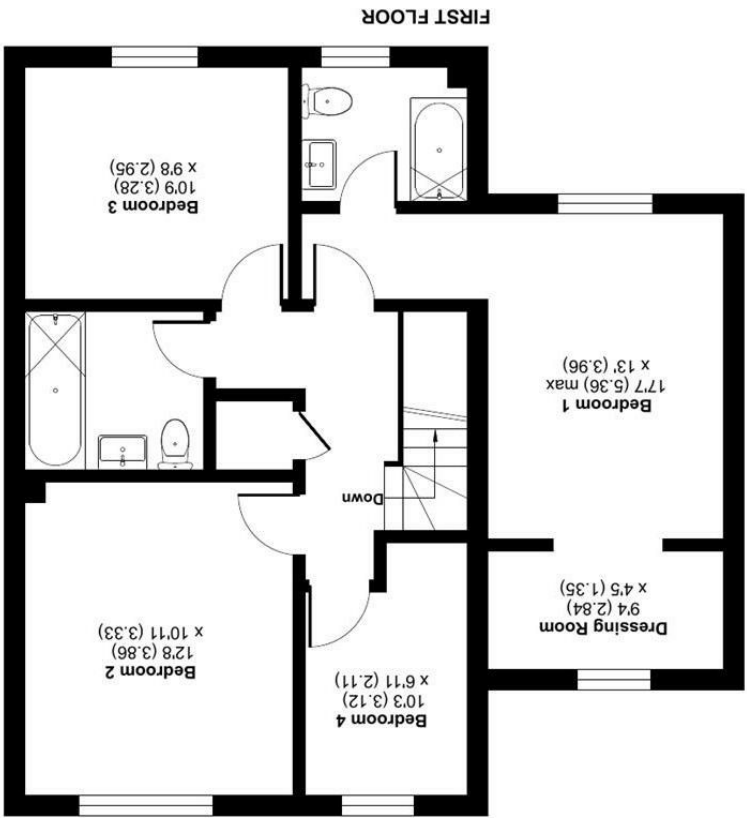 Bedroom 4
10'3 (3.12)
x 6'11 (2.11)
Bedroom 2
12'8 (3.86)
x 10'11 (3.33)
Dressing Room
9'4 (2.84)
x 4'5 (1.35)
Down
Bedroom 1
17'7 (5.36) max
x 13' (3.96)
Bedroom 3
10'9 (3.28)
x 9'8 (2.95)
FIRST FLOOR